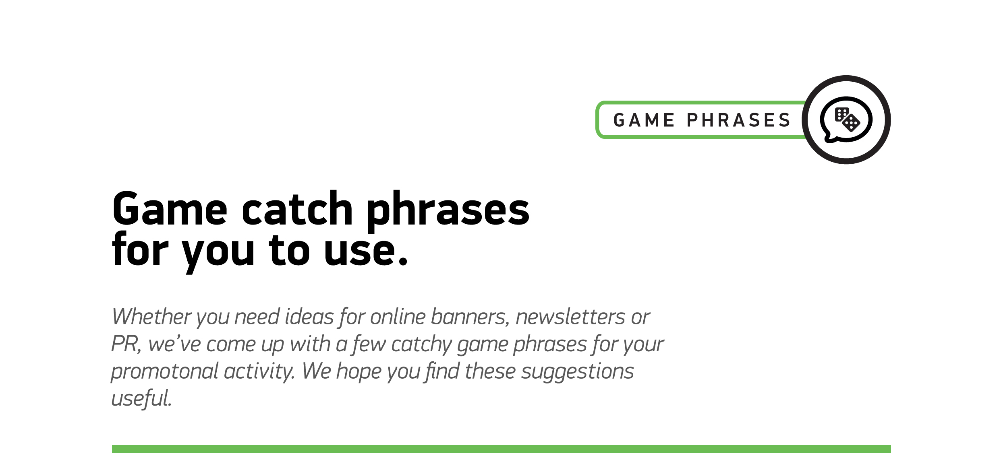 GAME PHRASES
Game catch phrases
for you to use.
Whether you need ideas for online banners, newsletters or
PR, we’ve come up with a few catchy game phrases for your
promotonal activity. We hope you find these suggestions
useful.